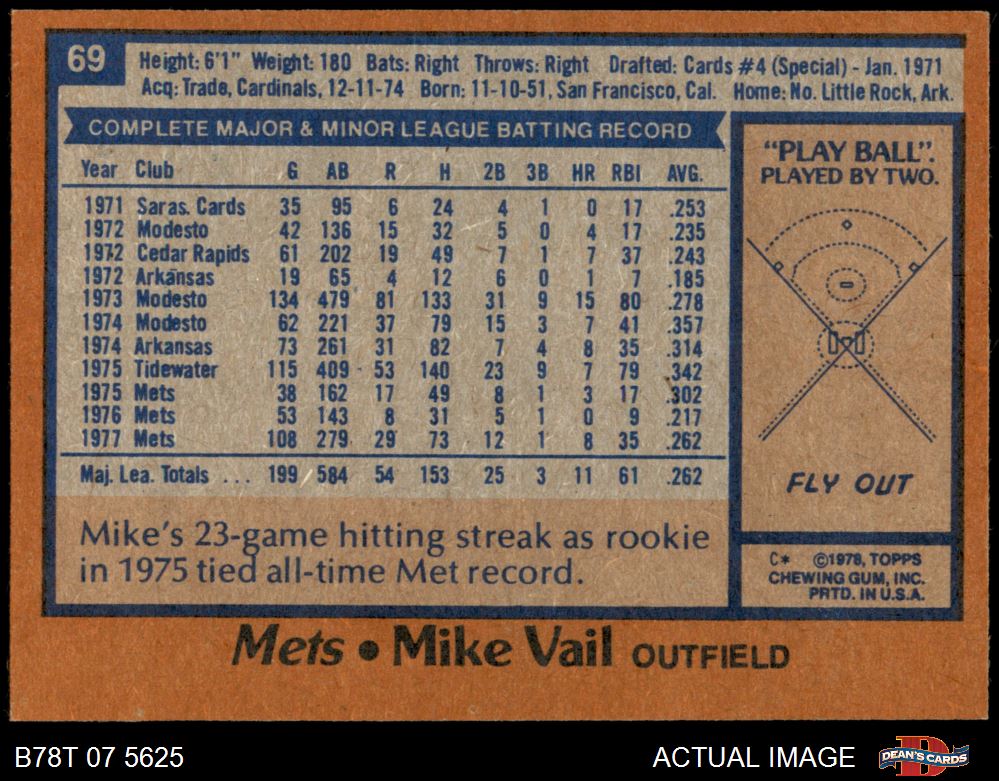 69
Height: 6'1" Weight: 180 Bats: Right Throws: Right Drafted: Cards #4 (Special) - Jan. 1971
Acq: Trade, Cardinals, 12-11-74 Born: 11-10-51, San Francisco, Cal. Home: No. Little Rock, Ark.
COMPLETE MAJOR & MINOR LEAGUE BATTING RECORD
Year Club G AB R H 2B 3B HR RBI AVG.
1971 Saras. Cards 35 95 6 24 4 1 0 17 .253
1972 Modesto 42 136 15 32 5 0 4 17 .235
1972 Cedar Rapids 61 202 19 49 7 1 7 37 .243
1972 Arkansas 19 65 4 12 6 0 1 7 .185
1973 Modesto 134 479 81 133 31 9 15 80 .278
1974 Modesto 62 221 37 79 15 3 7 41 .357
1974 Arkansas 73 261 31 82 7 4 8 35 .314
1975 Tidewater 115 409 53 140 23 9 7 79 .342
1975 Mets 38 162 17 49 8 1 3 17 .302
1976 Mets 53 143 8 31 5 1 0 9 .217
1977 Mets 108 279 29 73 12 1 8 35 .262
Maj. Lea. Totals ... 199 584 54 153 25 3 11 61 .262
Mike's 23-game hitting streak as rookie
in 1975 tied all-time Met record.
"PLAY BALL".
PLAYED BY TWO.
FLY OUT
C* ©1978, TOPPS
CHEWING GUM, INC.
PRTD. IN U.S.A.
Mets • Mike Vail OUTFIELD
B78T 07 5625
ACTUAL IMAGE
DEAN'S CARDS